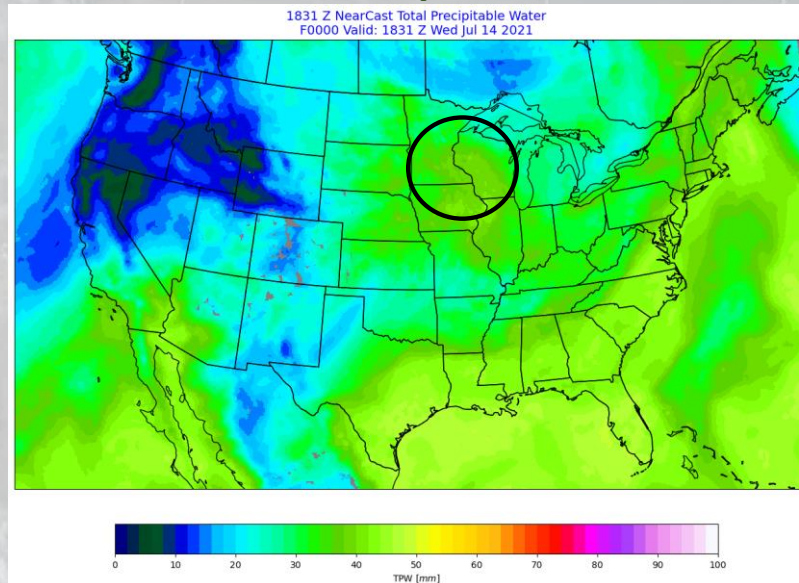 1831 Z NearCast Total Precipitable Water
F0000 Valid: 1831 Z Wed Jul 14 2021
0 10 20 30 40 50 60 70 80 90 100
TPW [mm]